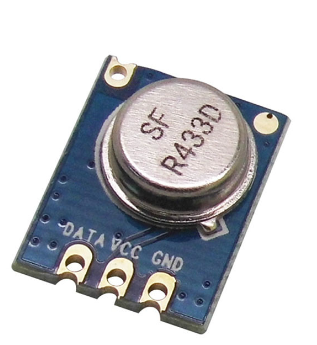 SF
R433D
DATA VCC GND